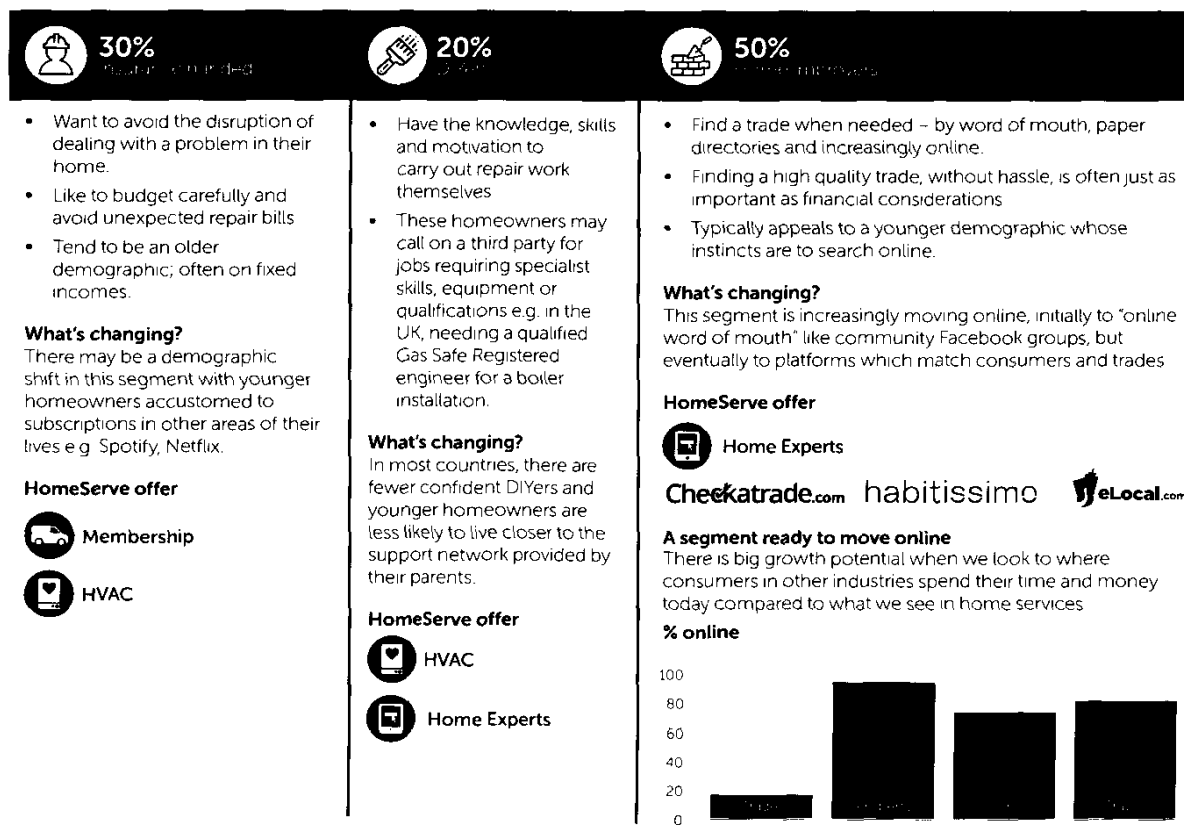 30%
• Want to avoid the disruption of
dealing with a problem in their
home.
• Like to budget carefully and
avoid unexpected repair bills
• Tend to be an older
demographic; often on fixed
incomes.
What's changing?
There may be a demographic
shift in this segment with younger
homeowners accustomed to
subscriptions in other areas of their
lives e g Spotify, Netflix.
HomeServe offer
Membership
HVAC
20%
• Have the knowledge, skills
and motivation to
carry out repair work
themselves
• These homeowners may
call on a third party for
jobs requiring specialist
skills, equipment or
qualifications e.g. in the
UK, needing a qualified
Gas Safe Registered
engineer for a boiler
installation.
What's changing?
In most countries, there are
fewer confident DIYers and
younger homeowners are
less likely to live closer to the
support network provided by
their parents.
HomeServe offer
HVAC
Home Experts
50%
• Find a trade when needed – by word of mouth, paper
directories and increasingly online.
• Finding a high quality trade, without hassle, is often just as
important as financial considerations
• Typically appeals to a younger demographic whose
instincts are to search online.
What's changing?
This segment is increasingly moving online, initially to "online
word of mouth" like community Facebook groups, but
eventually to platforms which match consumers and trades
HomeServe offer
Home Experts
Checkatrade.com habitissimo eLocal.com
A segment ready to move online
There is big growth potential when we look to where
consumers in other industries spend their time and money
today compared to what we see in home services
% online
100
80
60
40
20
0